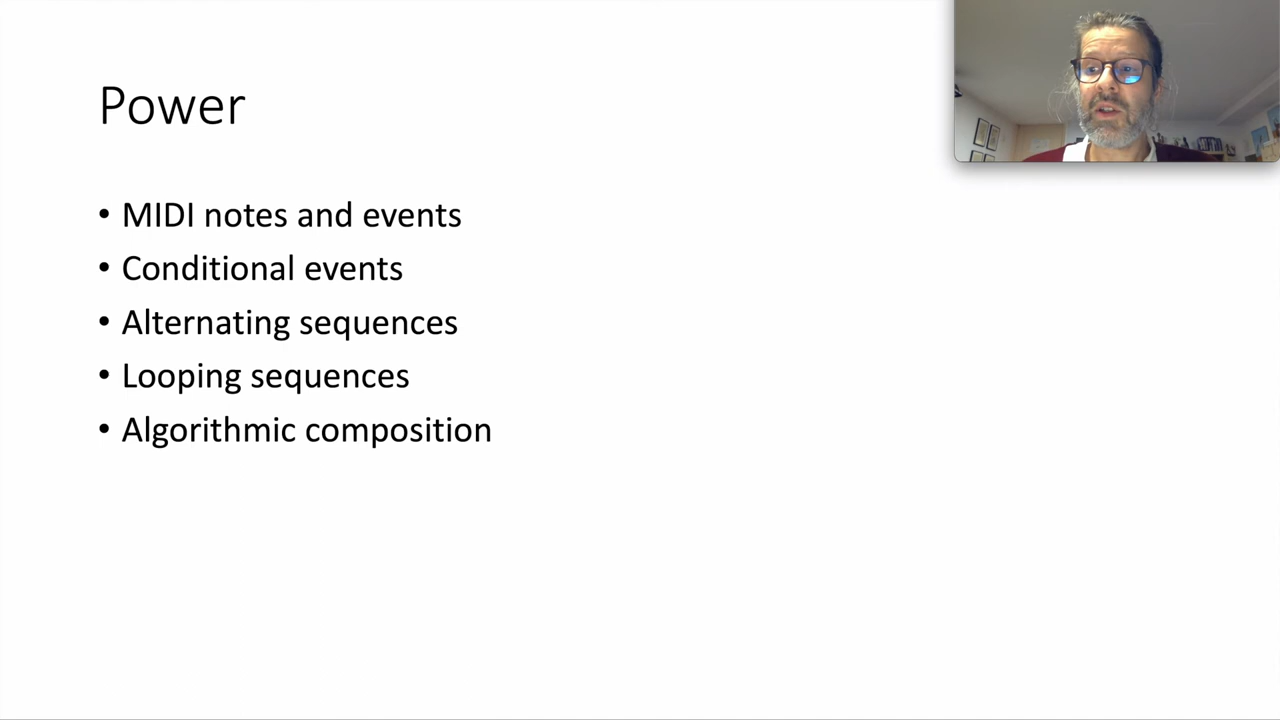 Power
• MIDI notes and events
• Conditional events
• Alternating sequences
• Looping sequences
• Algorithmic composition